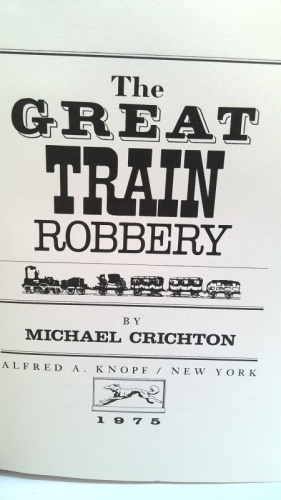 The
GREAT
TRAIN
ROBBERY
BY
MICHAEL CRICHTON
ALFRED A. KNOPF / NEW YORK
1975